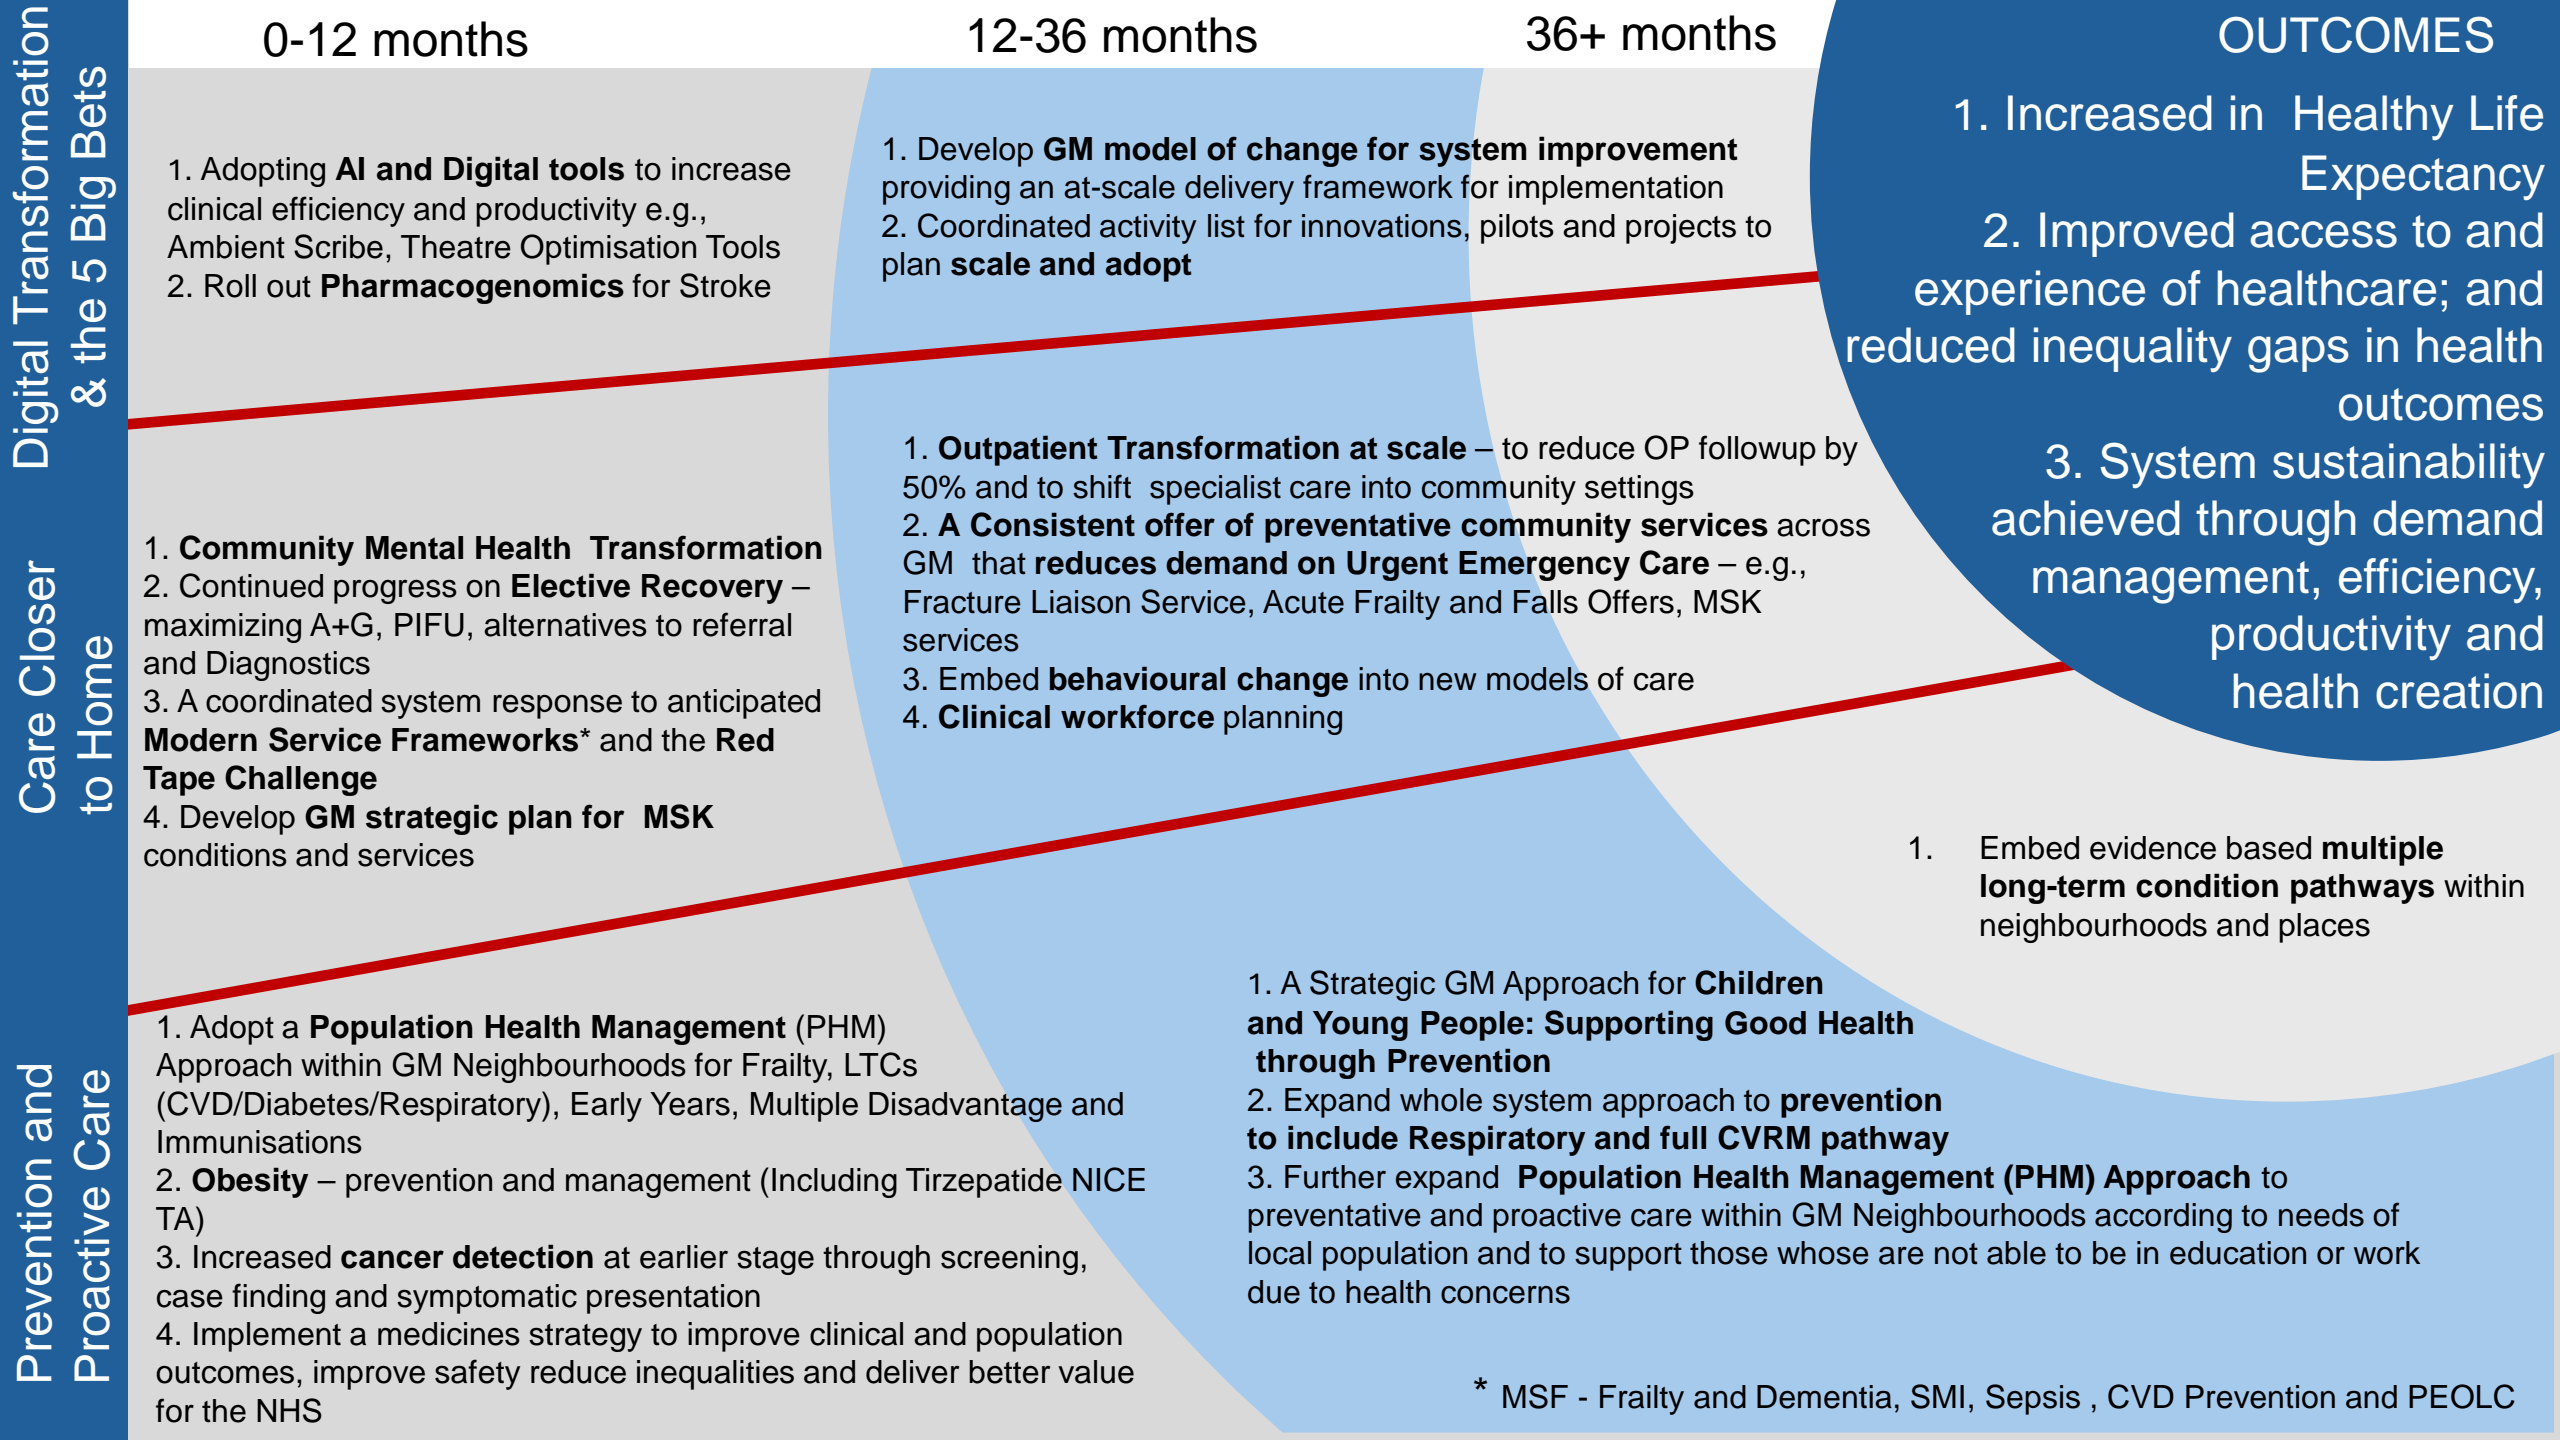 0-12 months
12-36 months
36+ months
OUTCOMES
Digital Transformation
& the 5 Big Bets
1. Adopting AI and Digital tools to increase
clinical efficiency and productivity e.g.,
Ambient Scribe, Theatre Optimisation Tools
2. Roll out Pharmacogenomics for Stroke
1. Develop GM model of change for system improvement
providing an at-scale delivery framework for implementation
2. Coordinated activity list for innovations, pilots and projects to
plan scale and adopt
1. Increased in  Healthy Life
Expectancy
2. Improved access to and
experience of healthcare; and
reduced inequality gaps in health
outcomes
3. System sustainability
achieved through demand
management, efficiency,
productivity and
health creation
Care Closer
to Home
1. Community Mental Health  Transformation
2. Continued progress on Elective Recovery –
maximizing A+G, PIFU, alternatives to referral
and Diagnostics
3. A coordinated system response to anticipated
Modern Service Frameworks* and the Red
Tape Challenge
4. Develop GM strategic plan for  MSK
conditions and services
1. Outpatient Transformation at scale – to reduce OP followup by
50% and to shift  specialist care into community settings
2. A Consistent offer of preventative community services across
GM  that reduces demand on Urgent Emergency Care – e.g.,
Fracture Liaison Service, Acute Frailty and Falls Offers, MSK
services
3. Embed behavioural change into new models of care
4. Clinical workforce planning
Prevention and
Proactive Care
1. Adopt a Population Health Management (PHM)
Approach within GM Neighbourhoods for Frailty, LTCs
(CVD/Diabetes/Respiratory), Early Years, Multiple Disadvantage and
Immunisations
2. Obesity – prevention and management (Including Tirzepatide NICE
TA)
3. Increased cancer detection at earlier stage through screening,
case finding and symptomatic presentation
4. Implement a medicines strategy to improve clinical and population
outcomes, improve safety reduce inequalities and deliver better value
for the NHS
1. A Strategic GM Approach for Children
and Young People: Supporting Good Health
through Prevention
2. Expand whole system approach to prevention
to include Respiratory and full CVRM pathway
3. Further expand  Population Health Management (PHM) Approach to
preventative and proactive care within GM Neighbourhoods according to needs of
local population and to support those whose are not able to be in education or work
due to health concerns
1. Embed evidence based multiple
long-term condition pathways within
neighbourhoods and places
* MSF - Frailty and Dementia, SMI, Sepsis , CVD Prevention and PEOLC